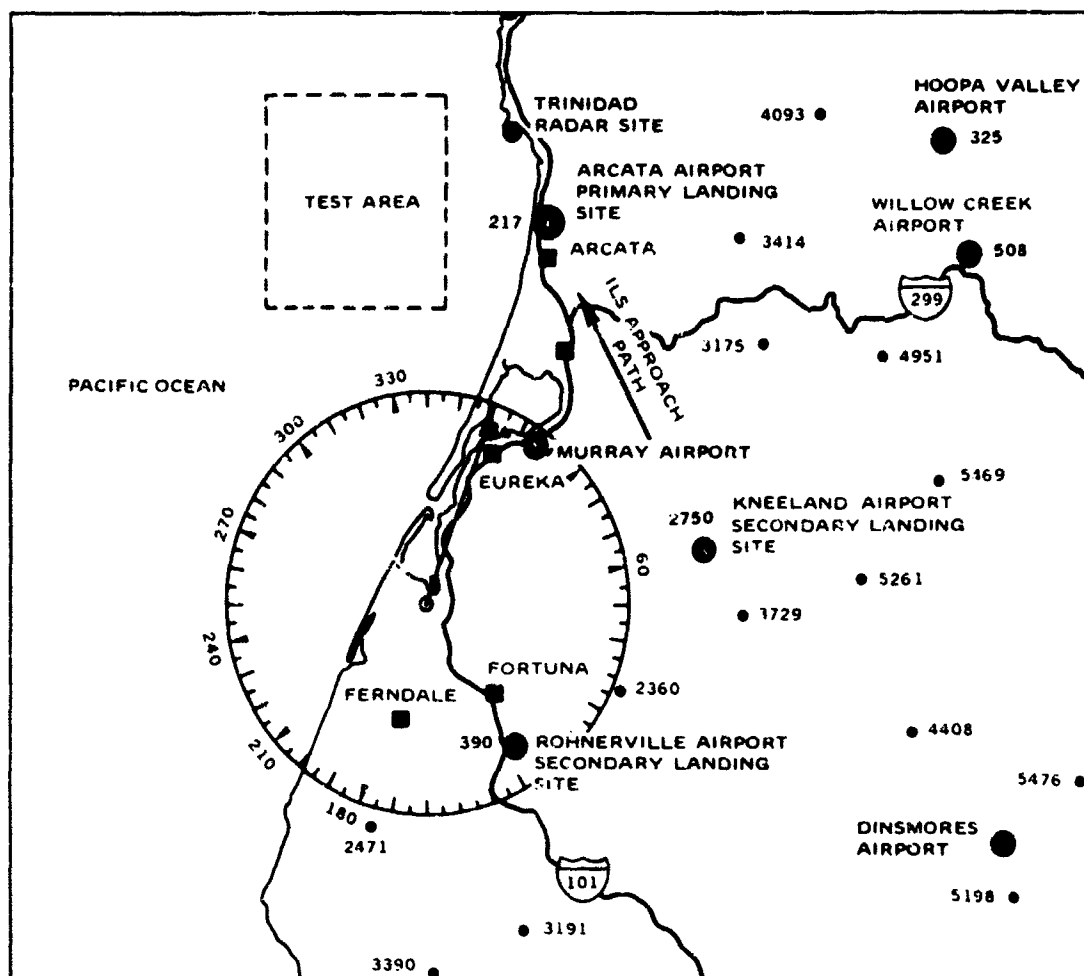 TRINIDAD
RADAR SITE
4093
HOOPA VALLEY
AIRPORT
325
TEST AREA
ARCATA AIRPORT
PRIMARY LANDING
SITE
217
ARCATA
3414
WILLOW CREEK
AIRPORT
508
299
ILS APPROACH
PATH
3175
4951
PACIFIC OCEAN
330
300
270
240
210
180
60
MURRAY AIRPORT
EUREKA
5469
2750
KNEELAND AIRPORT
SECONDARY LANDING
SITE
5261
3729
FORTUNA
FERNDALE
2360
390
ROHNERVILLE AIRPORT
SECONDARY LANDING
SITE
4408
5476
2471
DINSMORES
AIRPORT
101
5198
3191
3390